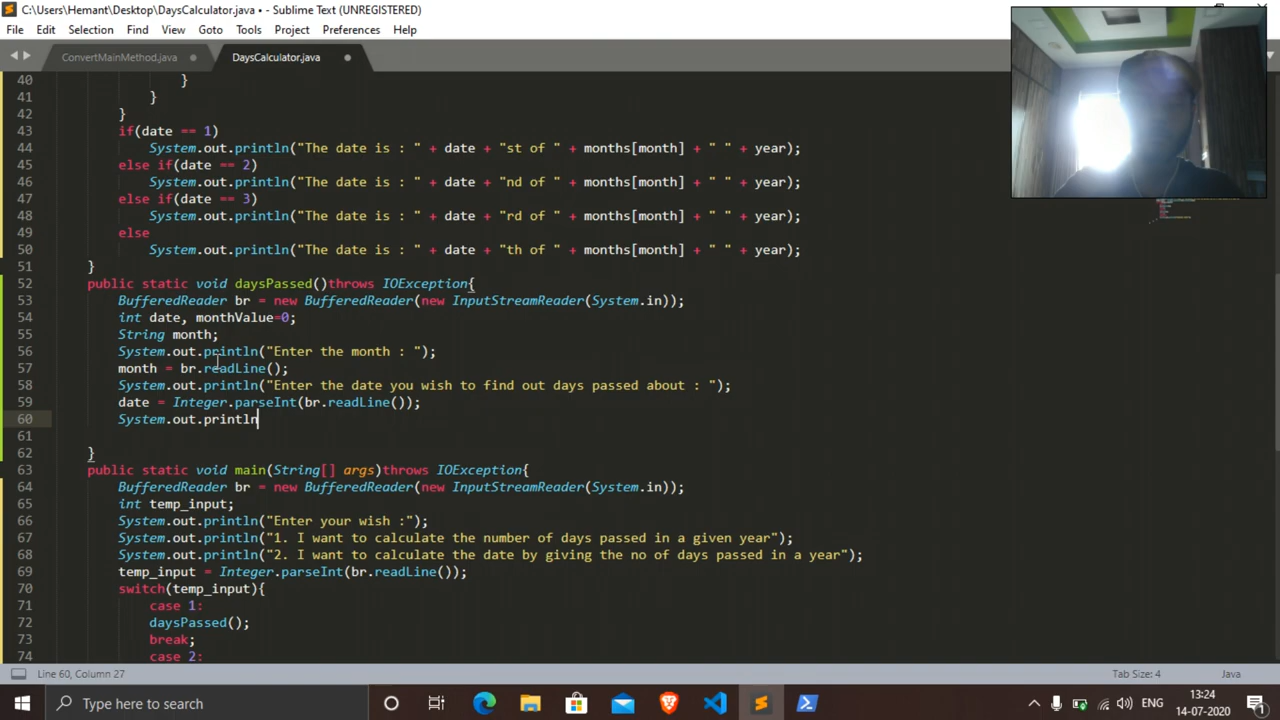 C:\Users\Hemant\Desktop\DaysCalculator.java • - Sublime Text (UNREGISTERED)
File Edit Selection Find View Goto Tools Project Preferences Help
ConvertMainMethod.java DaysCalculator.java
40 }
41 }
42 }
43 if(date == 1)
44 System.out.println("The date is : " + date + "st of " + months[month] + " " + year);
45 else if(date == 2)
46 System.out.println("The date is : " + date + "nd of " + months[month] + " " + year);
47 else if(date == 3)
48 System.out.println("The date is : " + date + "rd of " + months[month] + " " + year);
49 else
50 System.out.println("The date is : " + date + "th of " + months[month] + " " + year);
51 }
52 public static void daysPassed()throws IOException{
53 BufferedReader br = new BufferedReader(new InputStreamReader(System.in));
54 int date, monthValue=0;
55 String month;
56 System.out.println("Enter the month : ");
57 month = br.readLine();
58 System.out.println("Enter the date you wish to find out days passed about : ");
59 date = Integer.parseInt(br.readLine());
60 System.out.println
61
62 }
63 public static void main(String[] args)throws IOException{
64 BufferedReader br = new BufferedReader(new InputStreamReader(System.in));
65 int temp_input;
66 System.out.println("Enter your wish :");
67 System.out.println("1. I want to calculate the number of days passed in a given year");
68 System.out.println("2. I want to calculate the date by giving the no of days passed in a year");
69 temp_input = Integer.parseInt(br.readLine());
70 switch(temp_input){
71 case 1:
72 daysPassed();
73 break;
74 case 2:
Line 60, Column 27 Tab Size: 4 Java
Type here to search ENG 13:24
14-07-2020 1